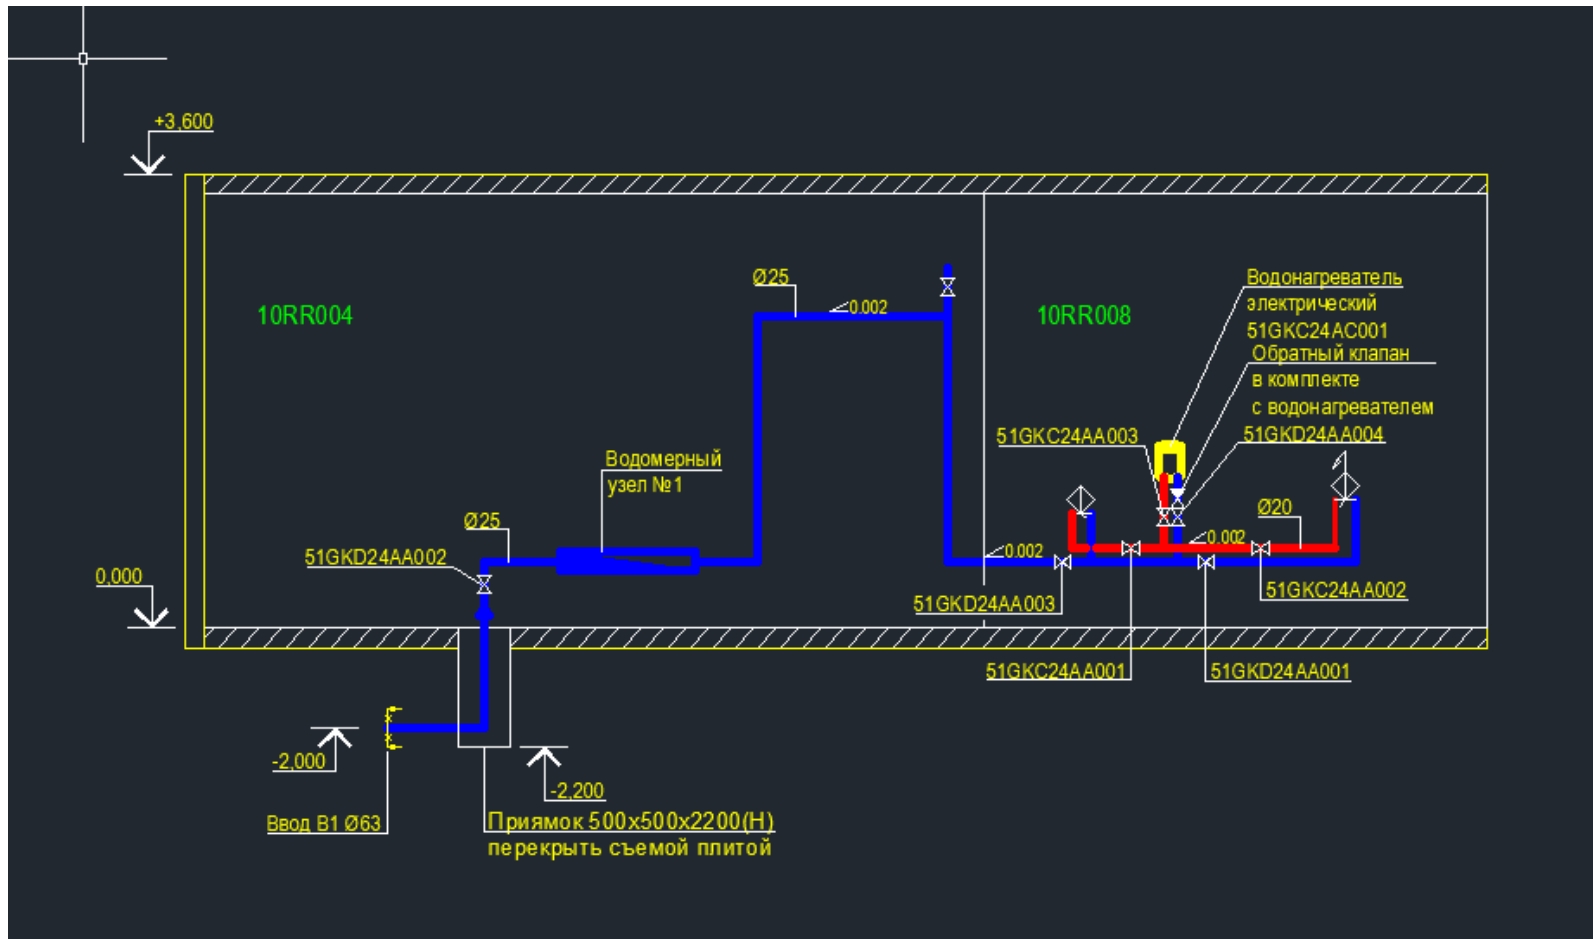 +3,600
Ø25
0.002
Водонагреватель
электрический
51GKC24AC001
10RR004
10RR008
Обратный клапан
в комплекте
с водонагревателем
51GKC24AA003
51GKD24AA004
Водомерный
узел №1
Ø25
Ø20
51GKD24AA002
0.002
0.002
0,000
51GKD24AA003
51GKC24AA002
51GKC24AA001
51GKD24AA001
-2,000
-2,200
Ввод В1 Ø63
Приямок 500х500х2200(Н)
перекрыть съемой плитой